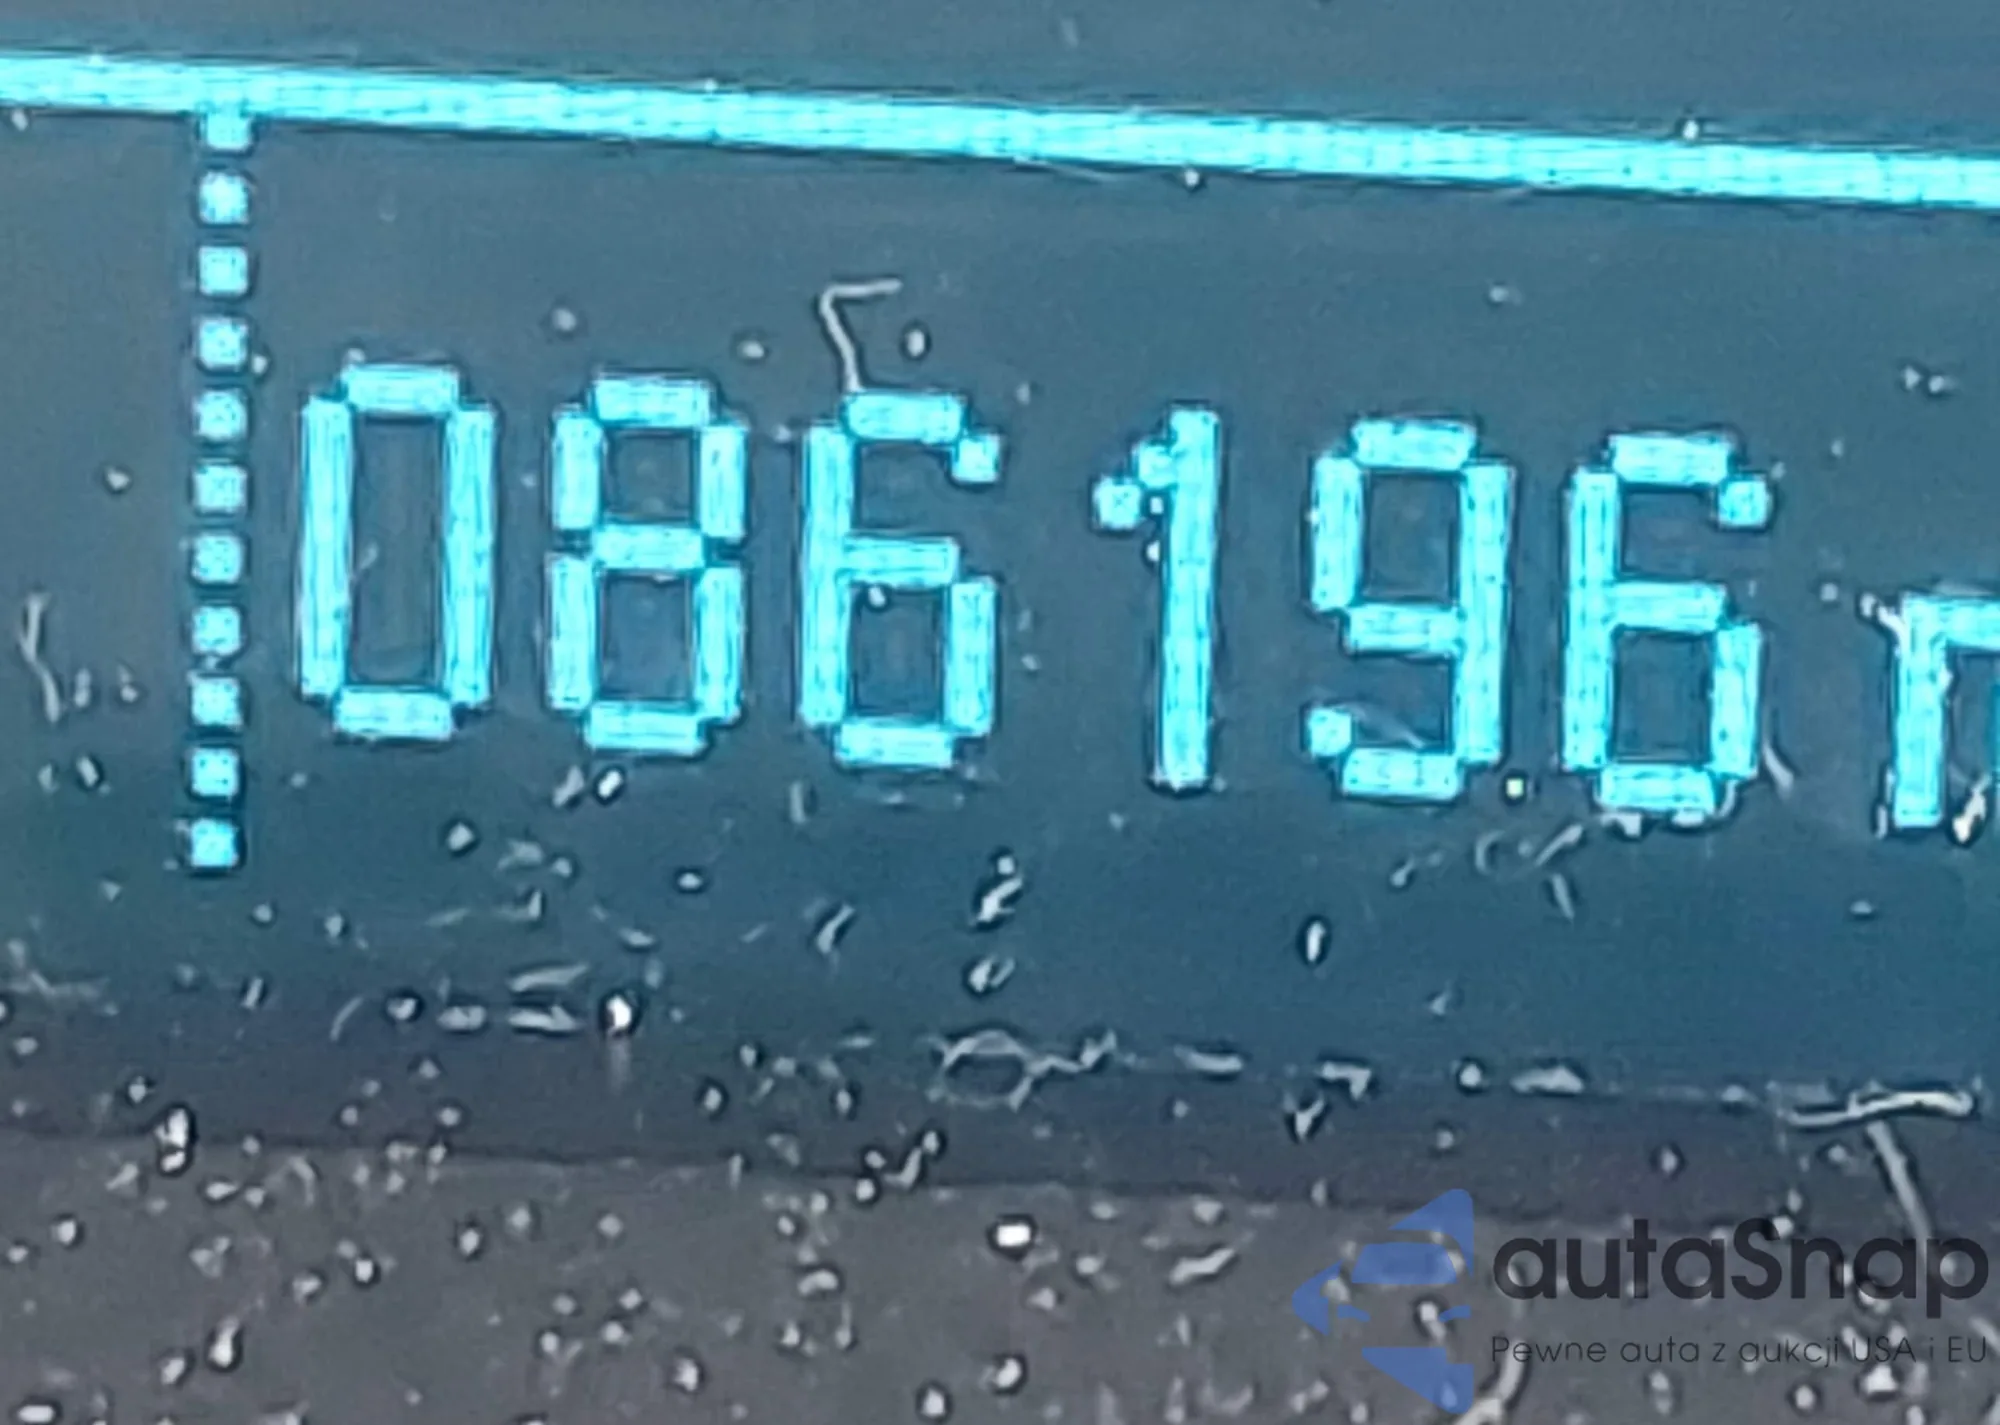 086196 m
autaSnap
Pewne auta z aukcji USA i EU